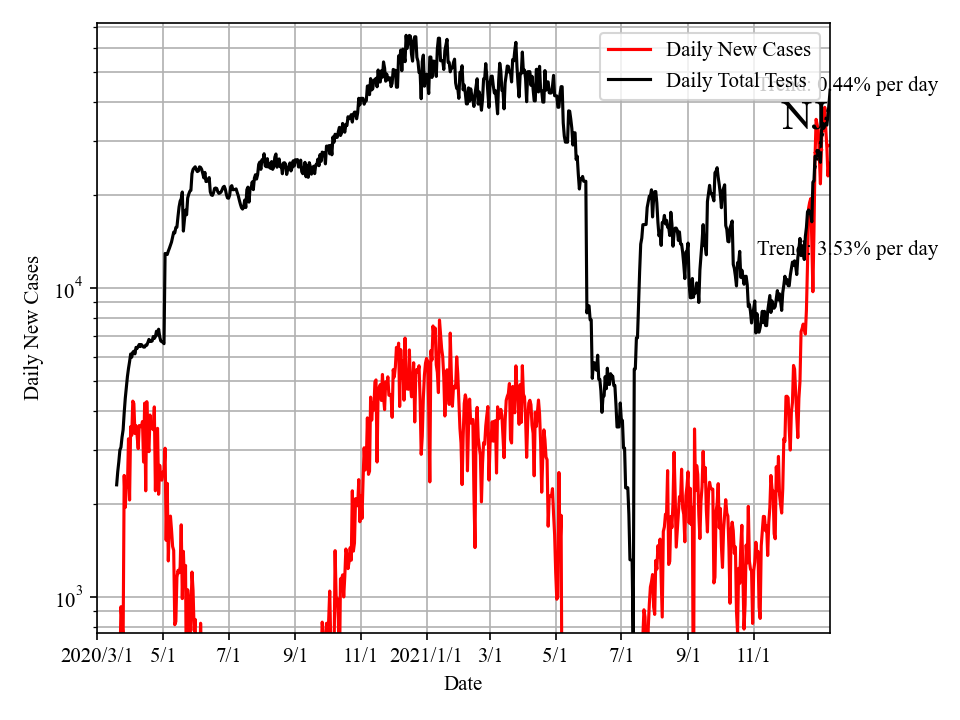 Daily New Cases
Daily Total Tests
Trend: 0.44% per day
NJ
Trend: 3.53% per day
Daily New Cases
10^4
10^3
2020/3/1 5/1 7/1 9/1 11/1 2021/1/1 3/1 5/1 7/1 9/1 11/1
Date